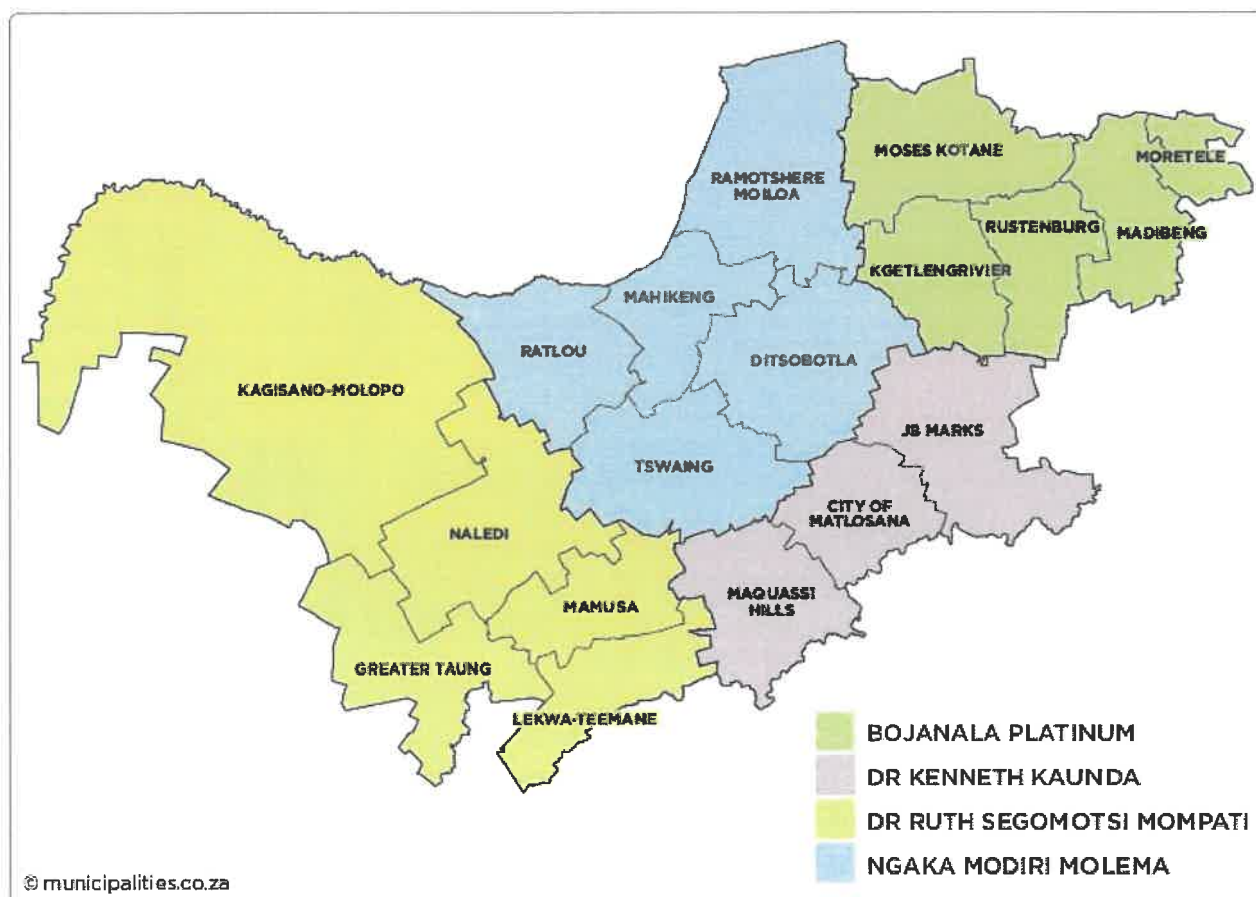 MOSES KOTANE
MORETELE
RAMOTSHERE
MOILOA
RUSTENBURG
MADIBENG
KGETLENGRIVIER
MAHIKENG
RATLOU
DITSOBOTLA
KAGISANO-MOLOPO
JB MARKS
TSWAING
CITY OF
MATLOSANA
NALEDI
MAQUASSI
HILLS
MAMUSA
GREATER TAUNG
LEKWA-TEEMANE
BOJANALA PLATINUM
DR KENNETH KAUNDA
DR RUTH SEGOMOTSI MOMPATI
NGAKA MODIRI MOLEMA
© municipalities.co.za